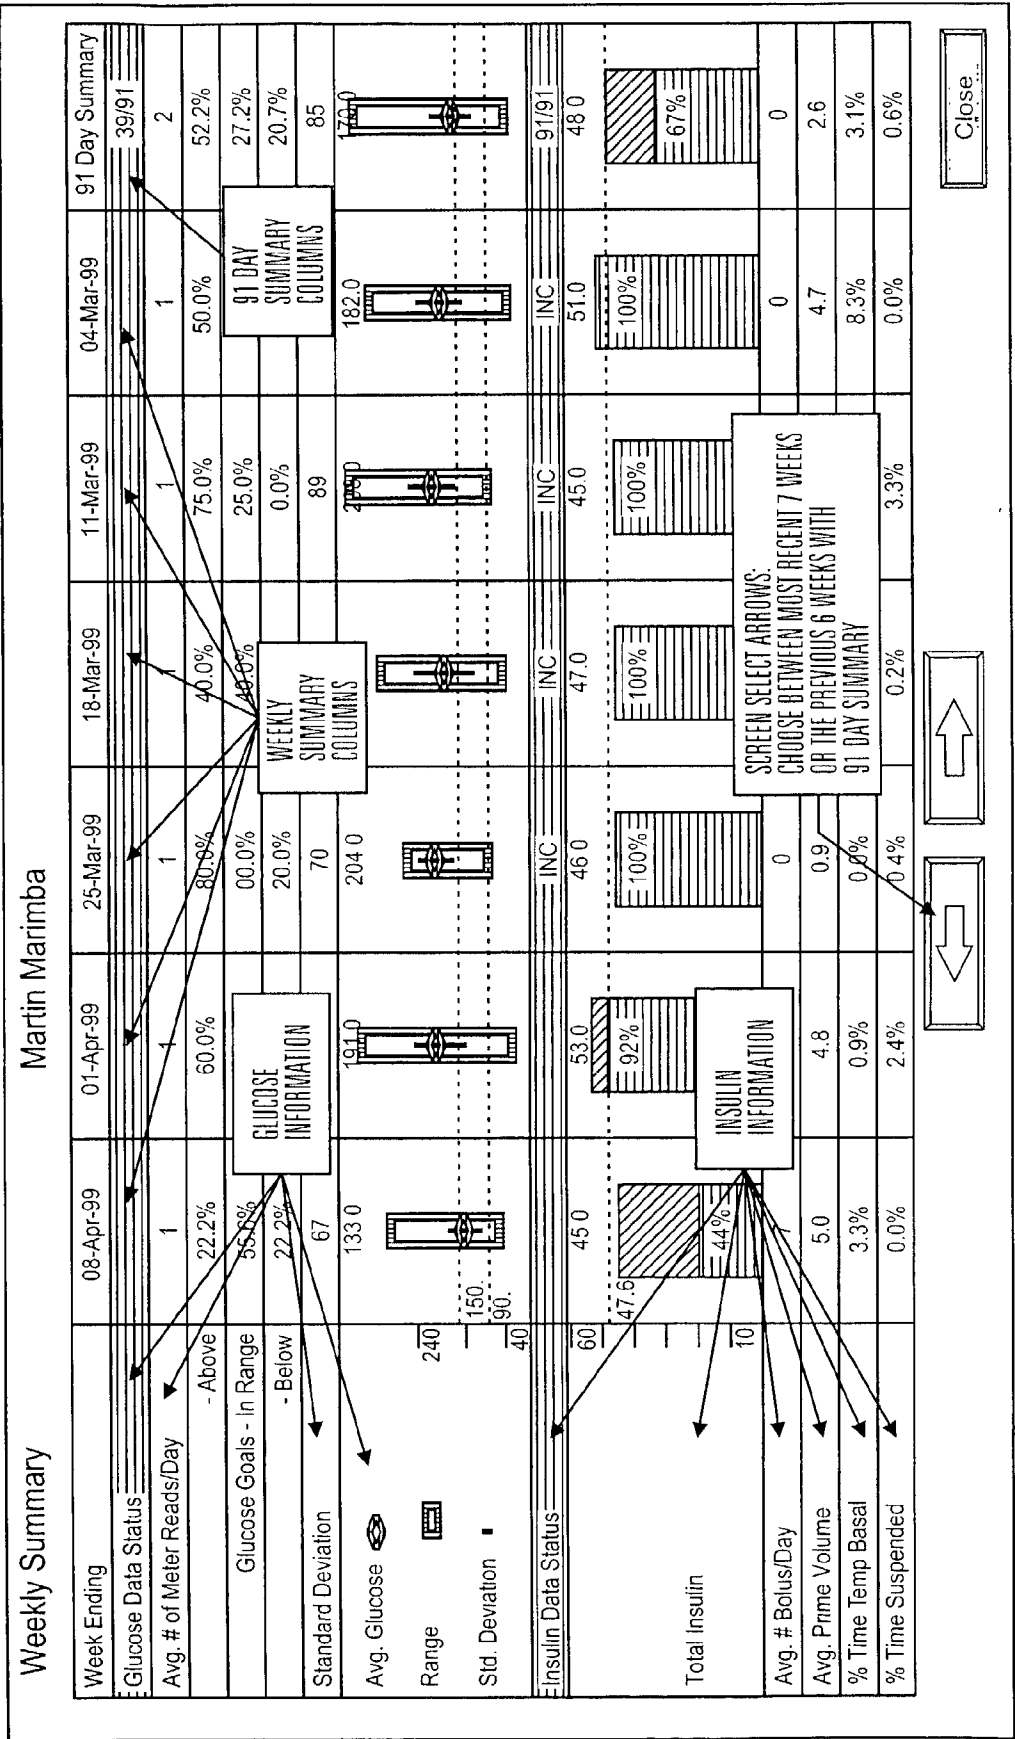 Weekly Summary
Martin Marimba
Week Ending 08-Apr-99 01-Apr-99 25-Mar-99 18-Mar-99 11-Mar-99 04-Mar-99 91 Day Summary
Glucose Data Status 39/91
Avg. # of Meter Reads/Day 1 1 1 1 1 1 2
- Above 22.2% 60.0% 80.0% 40.0% 75.0% 50.0% 52.2%
Glucose Goals - In Range 55.6% 00.0% 40.0% 25.0% 27.2%
- Below 22.2% 20.0% 0.0% 20.7%
Standard Deviation 67 70 89 85
133 0 191.0 204 0 182.0 170.0
Avg. Glucose
Range
Std. Deviation
240
150.
90.
40
GLUCOSE
INFORMATION
WEEKLY
SUMMARY
COLUMNS
91 DAY
SUMMARY
COLUMNS
Insulin Data Status INC INC INC INC 91/91
45 0 53.0 46 0 47.0 45.0 51.0 48 0
60
47.6
Total Insulin 44% 92% 100% 100% 100% 100% 67%
10
Avg. # Bolus/Day 7 0 0 0
Avg. Prime Volume 5.0 4.8 0.9 4.7 2.6
% Time Temp Basal 3.3% 0.9% 0.0% 8.3% 3.1%
% Time Suspended 0.0% 2.4% 0.4% 0.2% 3.3% 0.0% 0.6%
INSULIN
INFORMATION
SCREEN SELECT ARROWS:
CHOOSE BETWEEN MOST RECENT 7 WEEKS
OR THE PREVIOUS 6 WEEKS WITH
91 DAY SUMMARY
Close